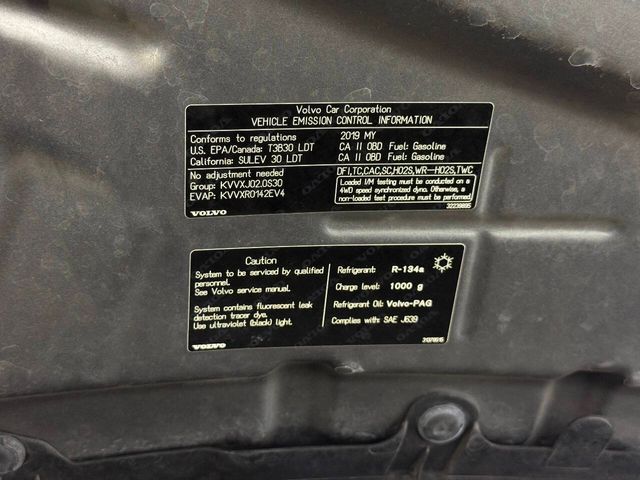 Volvo Car Corporation
VEHICLE EMISSION CONTROL INFORMATION
Conforms to regulations: 2019 MY
U.S. EPA/Canada: T3B30 LDT CA II OBD Fuel: Gasoline
California: SULEV 30 LDT CA II OBD Fuel: Gasoline
No adjustment needed
Group: KVVXJ02.0S30
EVAP: KVVXR0142EV4
DFI,TC,CAC,SC,HO2S,WR-HO2S,TWC
Loaded I/M testing must be conducted on a
4WD speed synchronized dyno. Otherwise, a
non-loaded test procedure must be performed.
VOLVO
Caution
System to be serviced by qualified
personnel.
See Volvo service manual.
System contains fluorescent leak
detection tracer dye.
Use ultraviolet (black) light.
VOLVO
Refrigerant: R-134a
Charge level: 1000 g
Refrigerant Oil: Volvo-PAG
Complies with: SAE J639